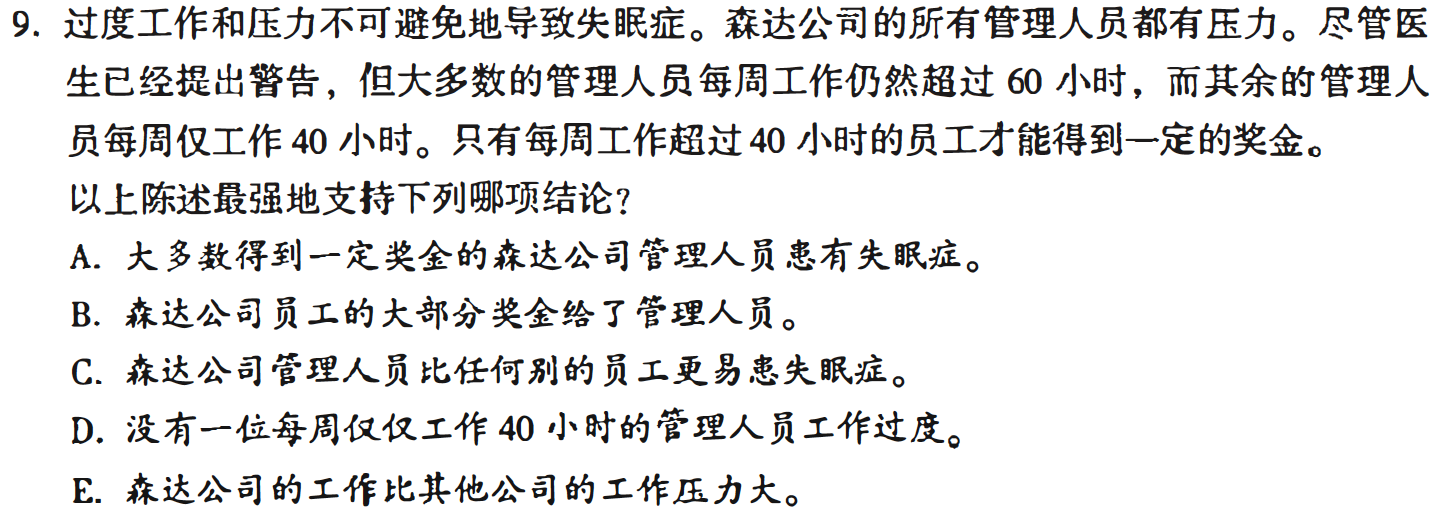 9. 过度工作和压力不可避免地导致失眠症。森达公司的所有管理人员都有压力。尽管医
生已经提出警告，但大多数的管理人员每周工作仍然超过 60 小时，而其余的管理人
员每周仅工作 40 小时。只有每周工作超过 40 小时的员工才能得到一定的奖金。
以上陈述最强地支持下列哪项结论?
A. 大多数得到一定奖金的森达公司管理人员患有失眠症。
B. 森达公司员工的大部分奖金给了管理人员。
C. 森达公司管理人员比任何别的员工更易患失眠症。
D. 没有一位每周仅仅工作 40 小时的管理人员工作过度。
E. 森达公司的工作比其他公司的工作压力大。